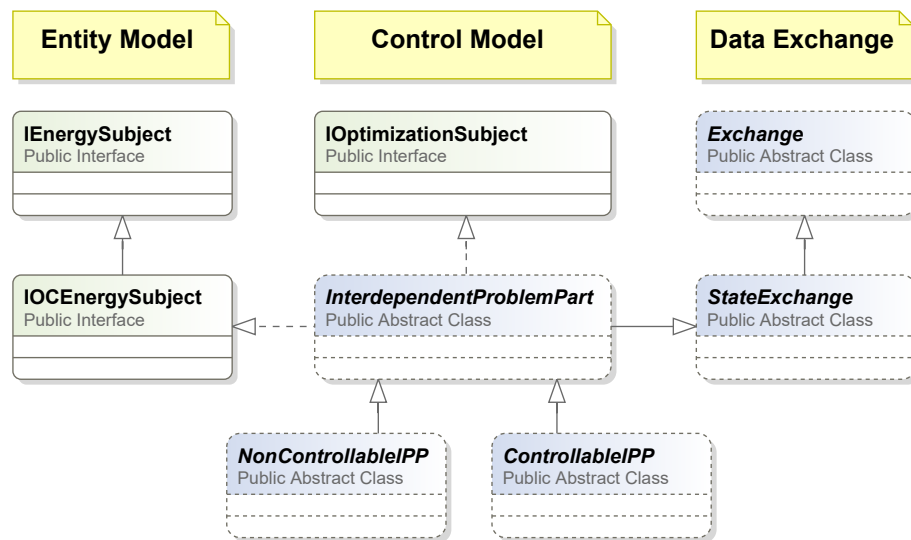 Entity Model
Control Model
Data Exchange
IEnergySubject
Public Interface
IOptimizationSubject
Public Interface
Exchange
Public Abstract Class
IOCEnergySubject
Public Interface
InterdependentProblemPart
Public Abstract Class
StateExchange
Public Abstract Class
NonControllableIPP
Public Abstract Class
ControllableIPP
Public Abstract Class